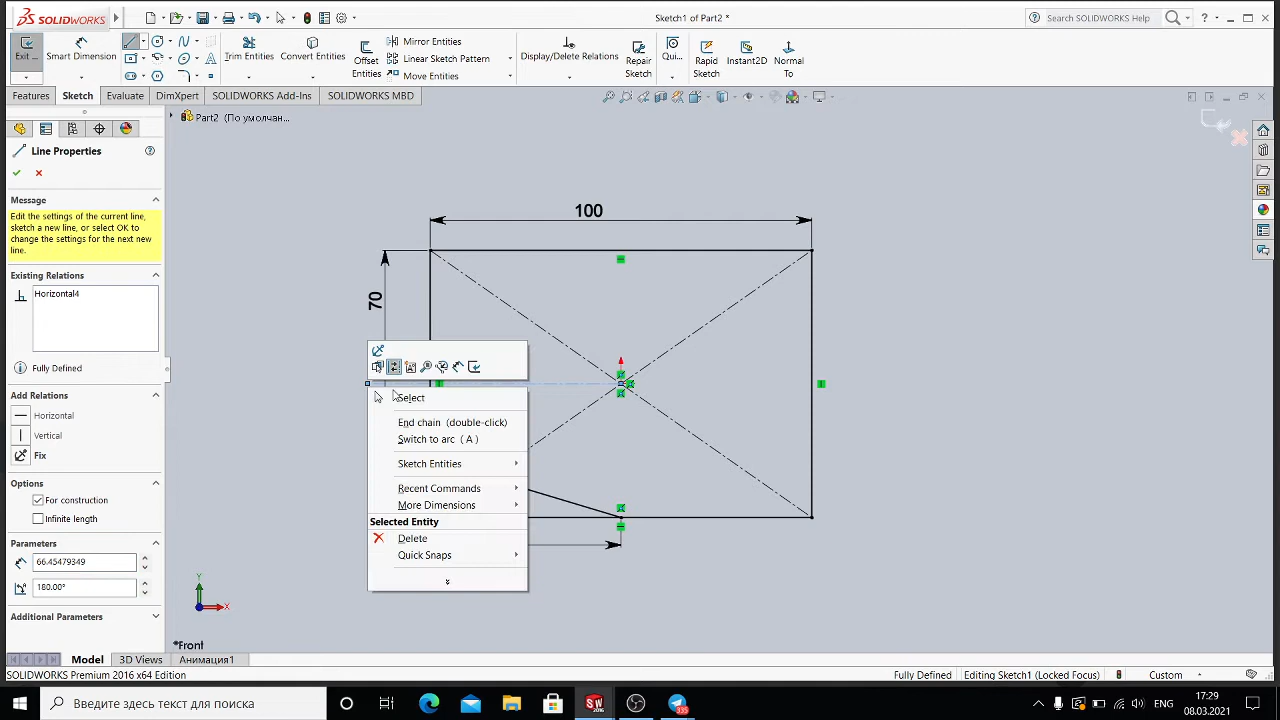 SOLIDWORKS
Sketch1 of Part2 *
Search SOLIDWORKS Help
Exit ...
Smart Dimension
Trim Entities
Convert Entities
Offset Entities
Mirror Entities
Linear Sketch Pattern
Move Entities
Display/Delete Relations
Repair Sketch
Qui...
Rapid Sketch
Instant2D
Normal To
Features
Sketch
Evaluate
DimXpert
SOLIDWORKS Add-Ins
SOLIDWORKS MBD
Part2 (По умолчан...
Line Properties
Message
Edit the settings of the current line,
sketch a new line, or select OK to
change the settings for the next new
line.
Existing Relations
Horizontal4
Fully Defined
Add Relations
Horizontal
Vertical
Fix
Options
For construction
Infinite length
Parameters
66.45479349
180.00°
Additional Parameters
100
70
Select
End chain (double-click)
Switch to arc ( A )
Sketch Entities
Recent Commands
More Dimensions
Selected Entity
Delete
Quick Snaps
Y
X
*Front
Model
3D Views
Анимация1
SOLIDWORKS Premium 2016 x64 Edition
Fully Defined
Editing Sketch1 (Locked Focus)
Custom
Введите здесь текст для поиска
SW
2016
335
ENG
17:29
08.03.2021